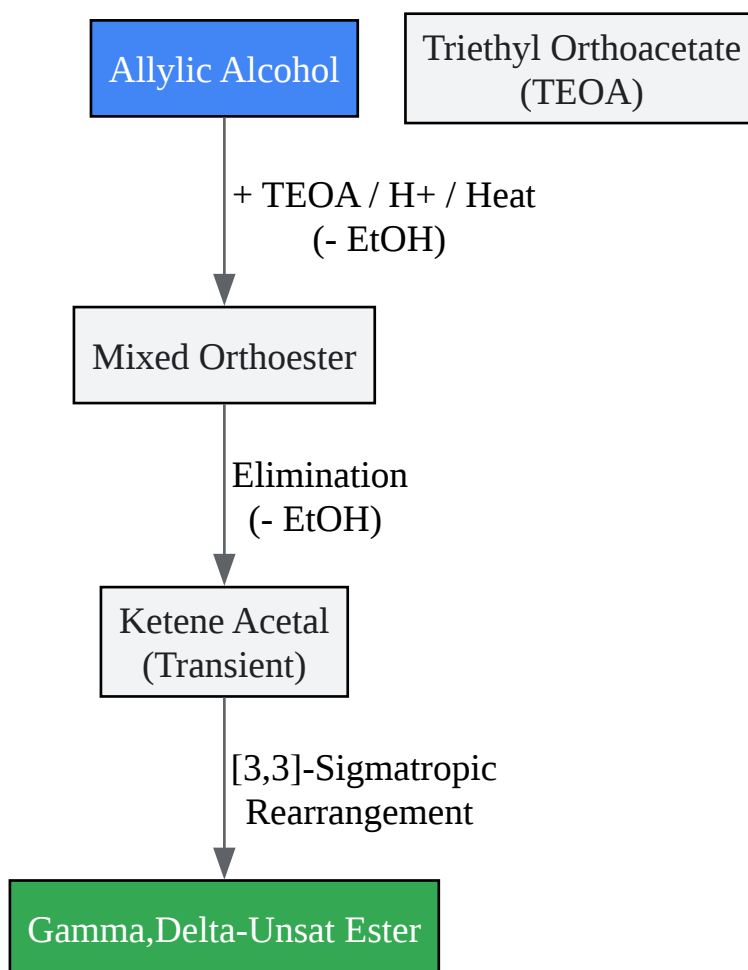 Allylic Alcohol
Triethyl Orthoacetate
(TEOA)
+ TEOA / H+ / Heat
(- EtOH)
Mixed Orthoester
Elimination
(- EtOH)
Ketene Acetal
(Transient)
[3,3]-Sigmatropic
Rearrangement
Gamma,Delta-Unsat Ester